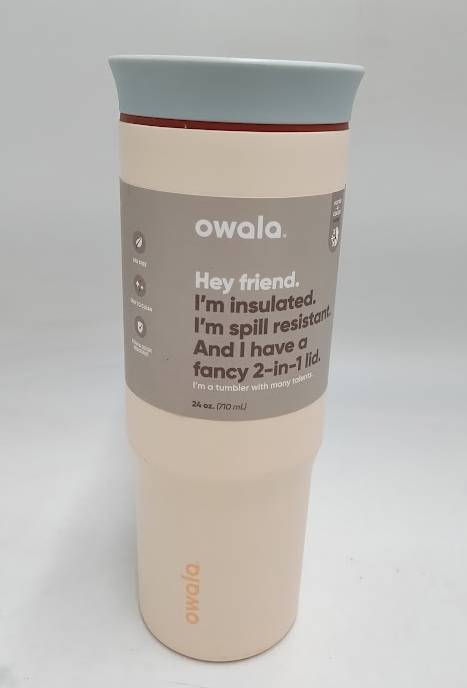 owala.
Hey friend.
I'm insulated.
I'm spill resistant.
And I have a
fancy 2-in-1 lid.
I'm a tumbler with many talents.
24 oz. (710 mL)
owala